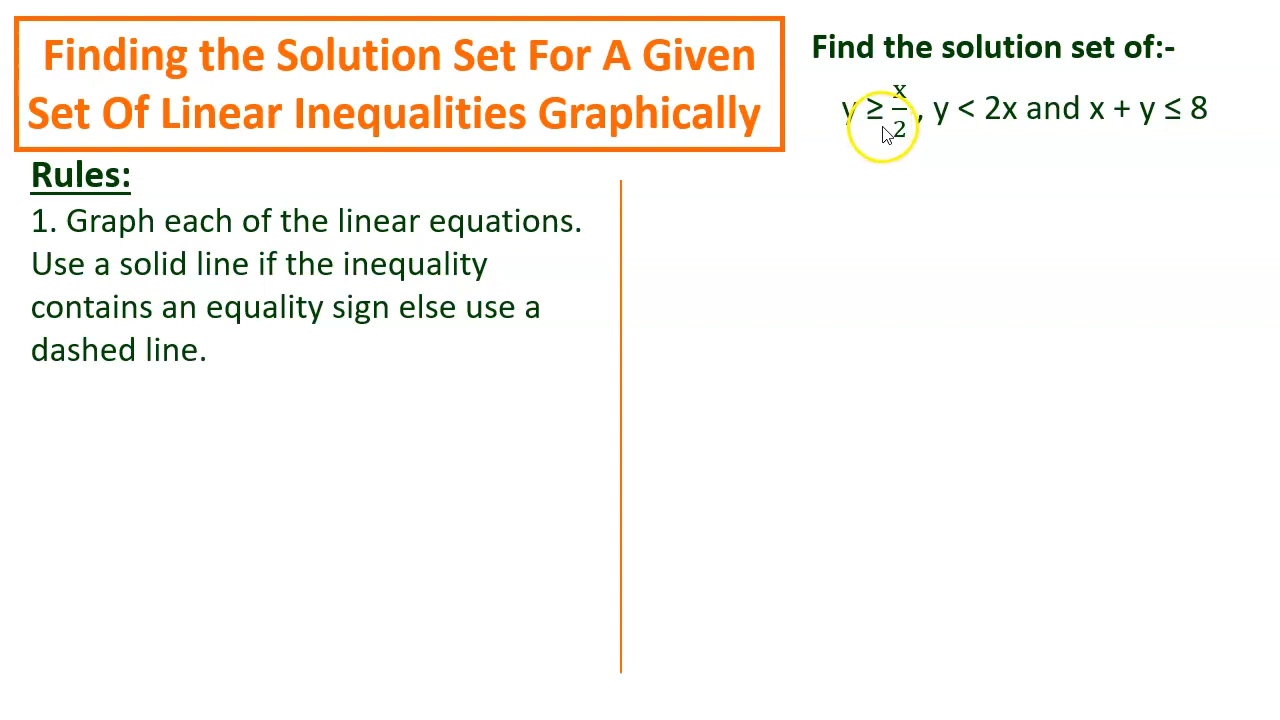 Finding the Solution Set For A Given
Set Of Linear Inequalities Graphically
Find the solution set of:-
y ≥ x/2 , y < 2x and x + y ≤ 8
Rules:
1. Graph each of the linear equations.
Use a solid line if the inequality
contains an equality sign else use a
dashed line.